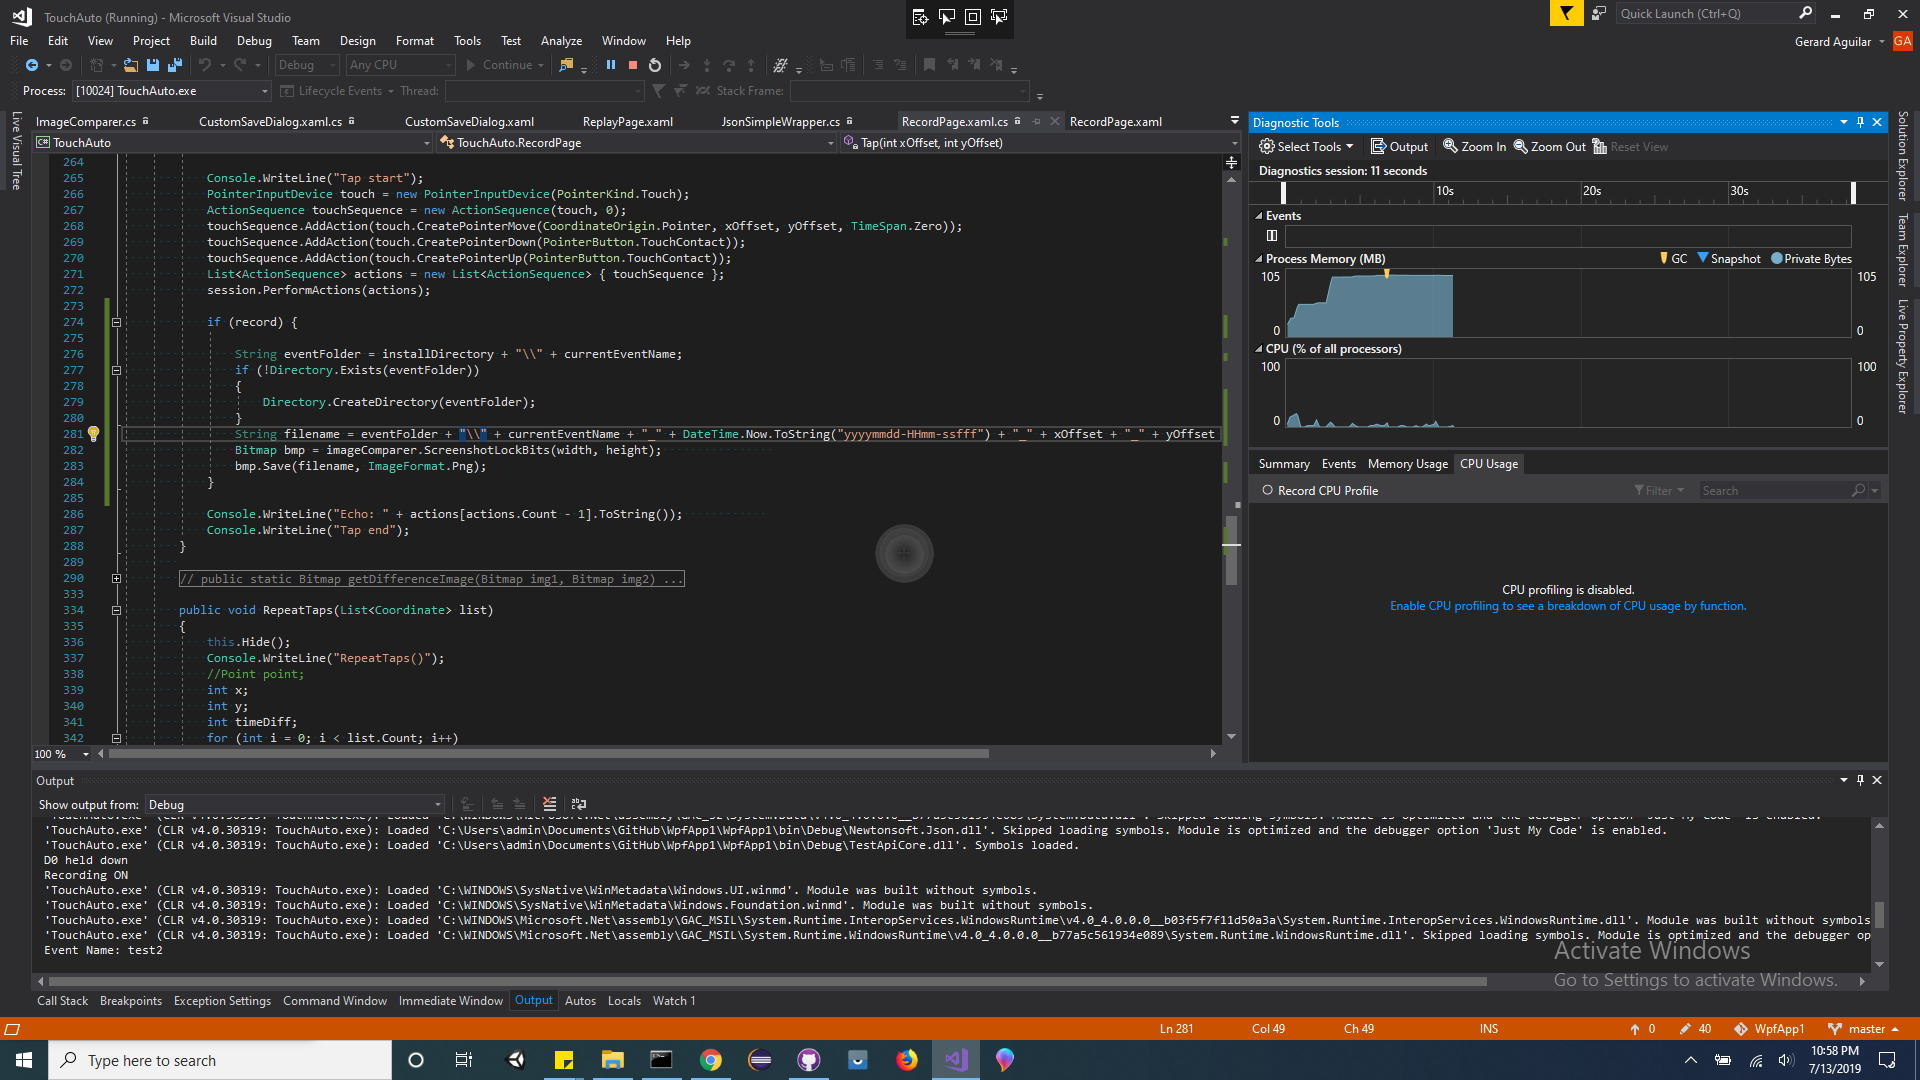 TouchAuto (Running) - Microsoft Visual Studio
Quick Launch (Ctrl+Q)
File Edit View Project Build Debug Team Design Format Tools Test Analyze Window Help
Gerard Aguilar GA
Debug Any CPU Continue
Process: [10024] TouchAuto.exe Lifecycle Events Thread: Stack Frame:
ImageComparer.cs CustomSaveDialog.xaml.cs CustomSaveDialog.xaml ReplayPage.xaml JsonSimpleWrapper.cs RecordPage.xaml.cs RecordPage.xaml
TouchAuto TouchAuto.RecordPage Tap(int xOffset, int yOffset)
Live Visual Tree
264
265 Console.WriteLine("Tap start");
266 PointerInputDevice touch = new PointerInputDevice(PointerKind.Touch);
267 ActionSequence touchSequence = new ActionSequence(touch, 0);
268 touchSequence.AddAction(touch.CreatePointerMove(CoordinateOrigin.Pointer, xOffset, yOffset, TimeSpan.Zero));
269 touchSequence.AddAction(touch.CreatePointerDown(PointerButton.TouchContact));
270 touchSequence.AddAction(touch.CreatePointerUp(PointerButton.TouchContact));
271 List<ActionSequence> actions = new List<ActionSequence> { touchSequence };
272 session.PerformActions(actions);
273
274 if (record) {
275
276 String eventFolder = installDirectory + "\\" + currentEventName;
277 if (!Directory.Exists(eventFolder))
278 {
279 Directory.CreateDirectory(eventFolder);
280 }
281 String filename = eventFolder + "\\" + currentEventName + "_" + DateTime.Now.ToString("yyyymmdd-HHmm-ssfff") + "_" + xOffset + "_" + yOffset
282 Bitmap bmp = imageComparer.ScreenshotLockBits(width, height);
283 bmp.Save(filename, ImageFormat.Png);
284 }
285
286 Console.WriteLine("Echo: " + actions[actions.Count - 1].ToString());
287 Console.WriteLine("Tap end");
288 }
289
290 // public static Bitmap getDifferenceImage(Bitmap img1, Bitmap img2) ...
333
334 public void RepeatTaps(List<Coordinate> list)
335 {
336 this.Hide();
337 Console.WriteLine("RepeatTaps()");
338 //Point point;
339 int x;
340 int y;
341 int timeDiff;
342 for (int i = 0; i < list.Count; i++)
100 %
Diagnostic Tools
Select Tools Output Zoom In Zoom Out Reset View
Diagnostics session: 11 seconds
10s 20s 30s
Events
Process Memory (MB) GC Snapshot Private Bytes
105 105
0 0
CPU (% of all processors)
100 100
0 0
Summary Events Memory Usage CPU Usage
Record CPU Profile Filter Search
CPU profiling is disabled.
Enable CPU profiling to see a breakdown of CPU usage by function.
Solution Explorer
Team Explorer
Live Property Explorer
Output
Show output from: Debug
'TouchAuto.exe' (CLR v4.0.30319: TouchAuto.exe): Loaded 'C:\Users\admin\Documents\GitHub\WpfApp1\WpfApp1\bin\Debug\Newtonsoft.Json.dll'. Skipped loading symbols. Module is optimized and the debugger option 'Just My Code' is enabled.
'TouchAuto.exe' (CLR v4.0.30319: TouchAuto.exe): Loaded 'C:\Users\admin\Documents\GitHub\WpfApp1\WpfApp1\bin\Debug\TestApiCore.dll'. Symbols loaded.
D0 held down
Recording ON
'TouchAuto.exe' (CLR v4.0.30319: TouchAuto.exe): Loaded 'C:\WINDOWS\SysNative\WinMetadata\Windows.UI.winmd'. Module was built without symbols.
'TouchAuto.exe' (CLR v4.0.30319: TouchAuto.exe): Loaded 'C:\WINDOWS\SysNative\WinMetadata\Windows.Foundation.winmd'. Module was built without symbols.
'TouchAuto.exe' (CLR v4.0.30319: TouchAuto.exe): Loaded 'C:\WINDOWS\Microsoft.Net\assembly\GAC_MSIL\System.Runtime.InteropServices.WindowsRuntime\v4.0_4.0.0.0__b03f5f7f11d50a3a\System.Runtime.InteropServices.WindowsRuntime.dll'. Module was built without symbols
'TouchAuto.exe' (CLR v4.0.30319: TouchAuto.exe): Loaded 'C:\WINDOWS\Microsoft.Net\assembly\GAC_MSIL\System.Runtime.WindowsRuntime\v4.0_4.0.0.0__b77a5c561934e089\System.Runtime.WindowsRuntime.dll'. Skipped loading symbols. Module is optimized and the debugger op
Event Name: test2
Activate Windows
Go to Settings to activate Windows.
Call Stack Breakpoints Exception Settings Command Window Immediate Window Output Autos Locals Watch 1
Ln 281 Col 49 Ch 49 INS 0 40 WpfApp1 master
Type here to search
10:58 PM
7/13/2019